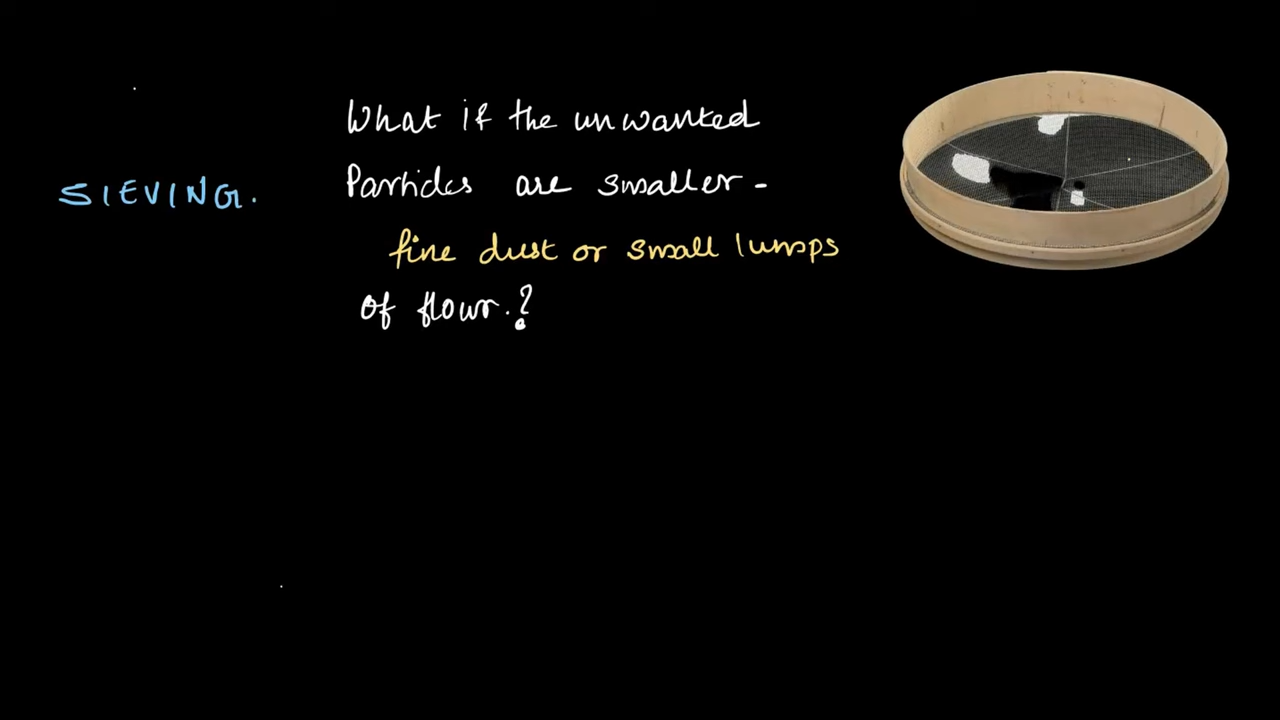 SIEVING.
What if the unwanted
Particles are smaller -
fine dust or small lumps
of flour.?